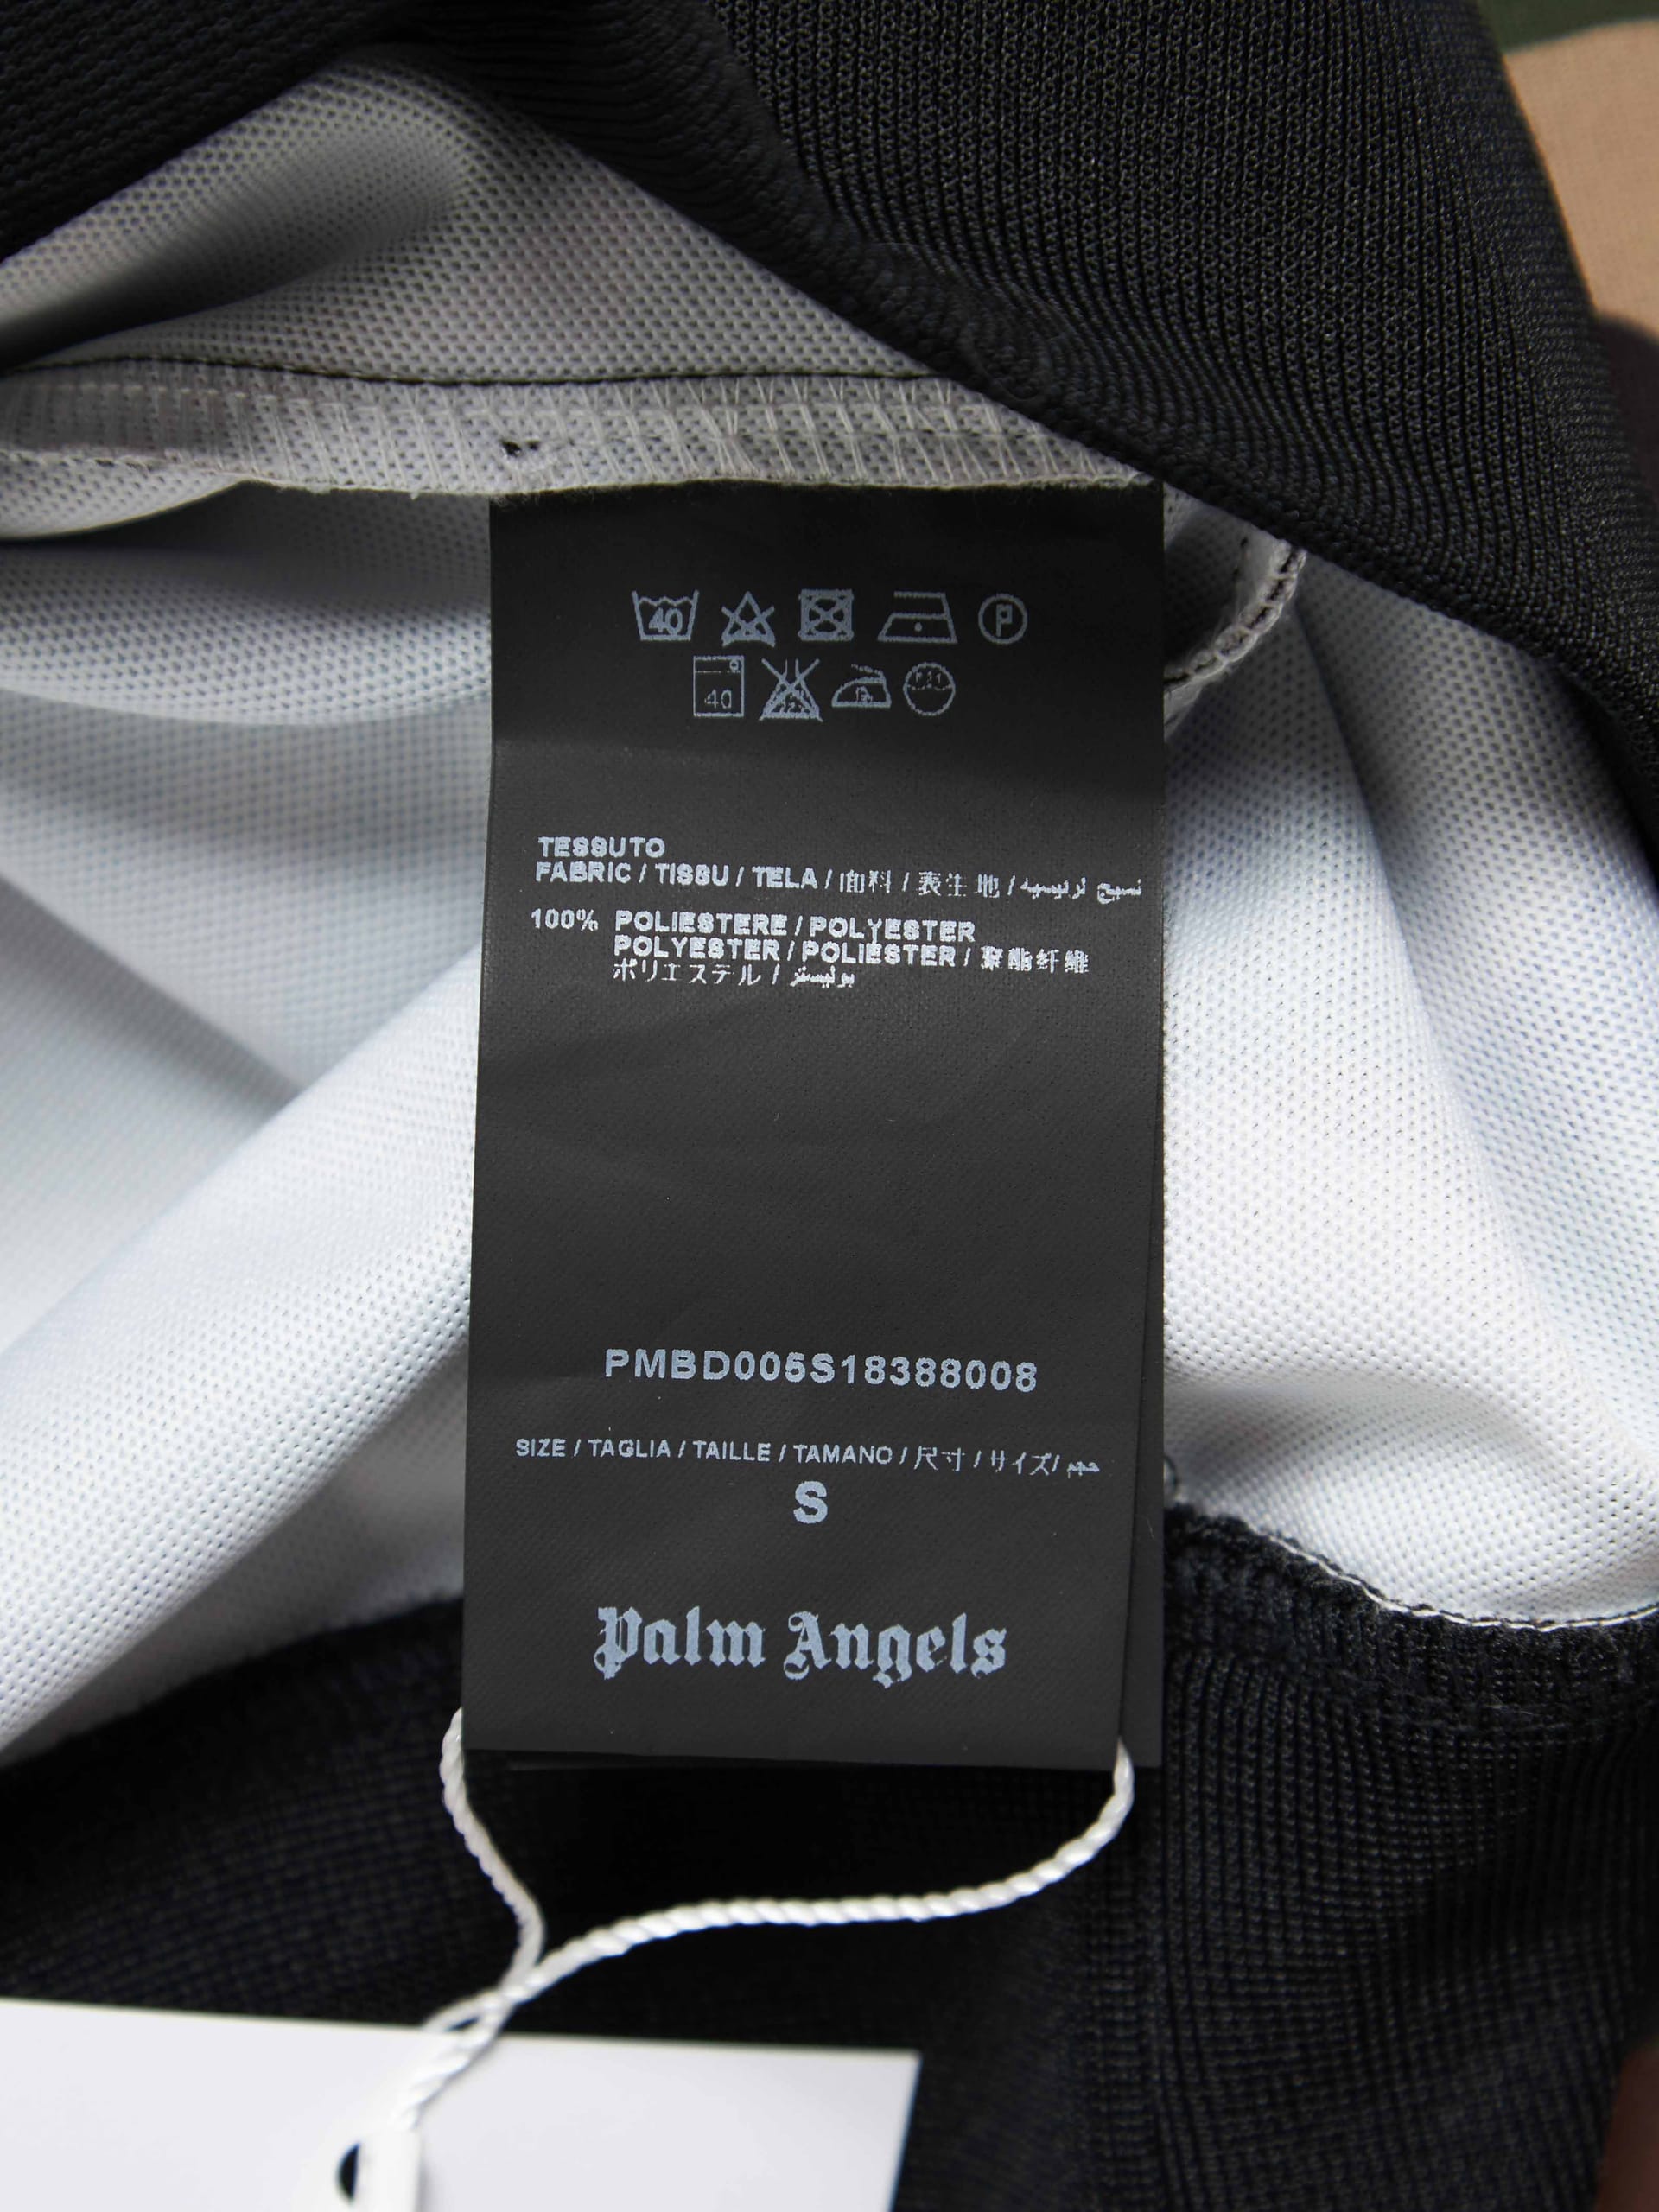 40
P
40
TESSUTO
FABRIC / TISSU / TELA / 面料 / 表生地 /
100% POLIESTERE / POLYESTER
POLYESTER / POLIESTER / 聚酯纤维
ポリエステル / بوليستر
PMBD005S18388008
SIZE / TAGLIA / TAILLE / TAMANO / 尺寸 / サイズ / حجم
S
Palm Angels